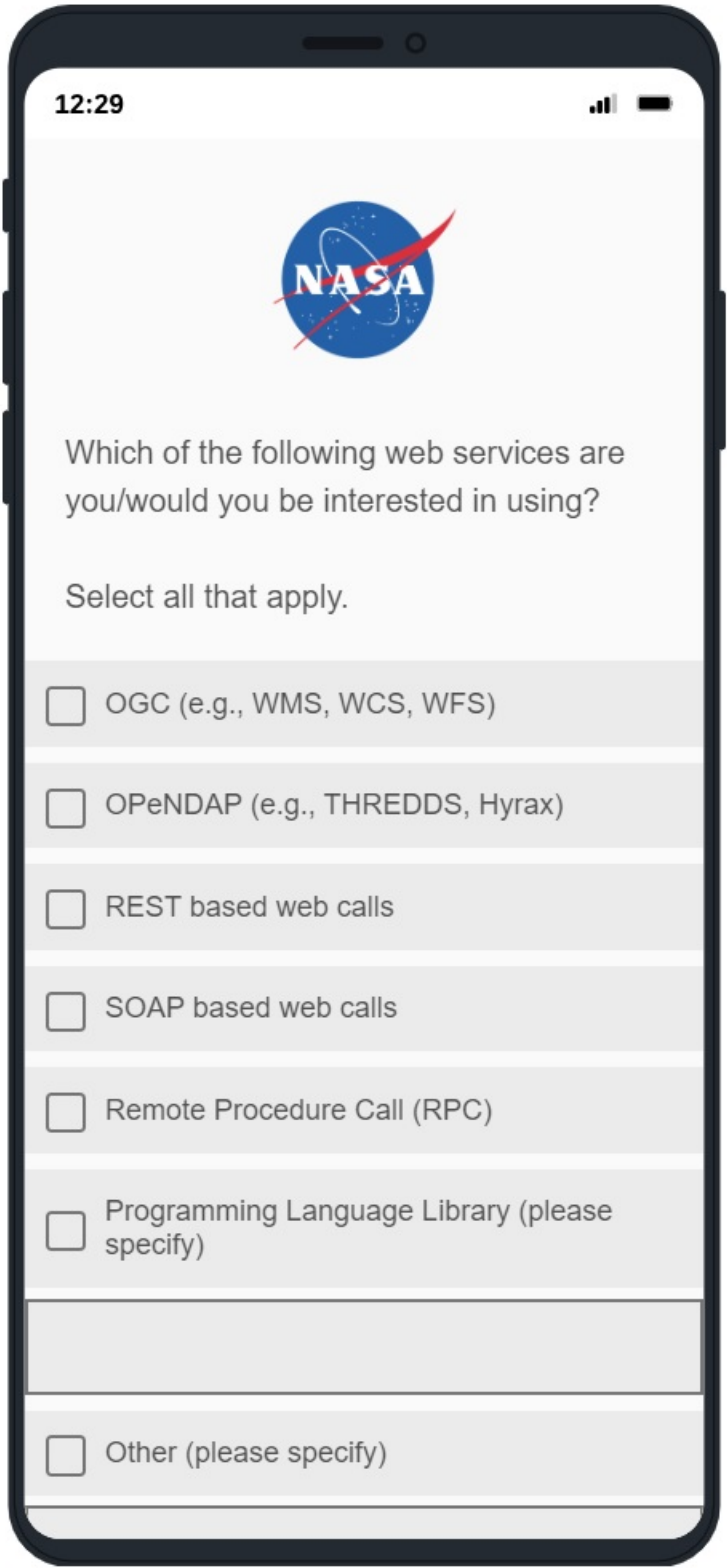 12:29
NASA
Which of the following web services are
you/would you be interested in using?
Select all that apply.
OGC (e.g., WMS, WCS, WFS)
OPeNDAP (e.g., THREDDS, Hyrax)
REST based web calls
SOAP based web calls
Remote Procedure Call (RPC)
Programming Language Library (please
specify)
Other (please specify)